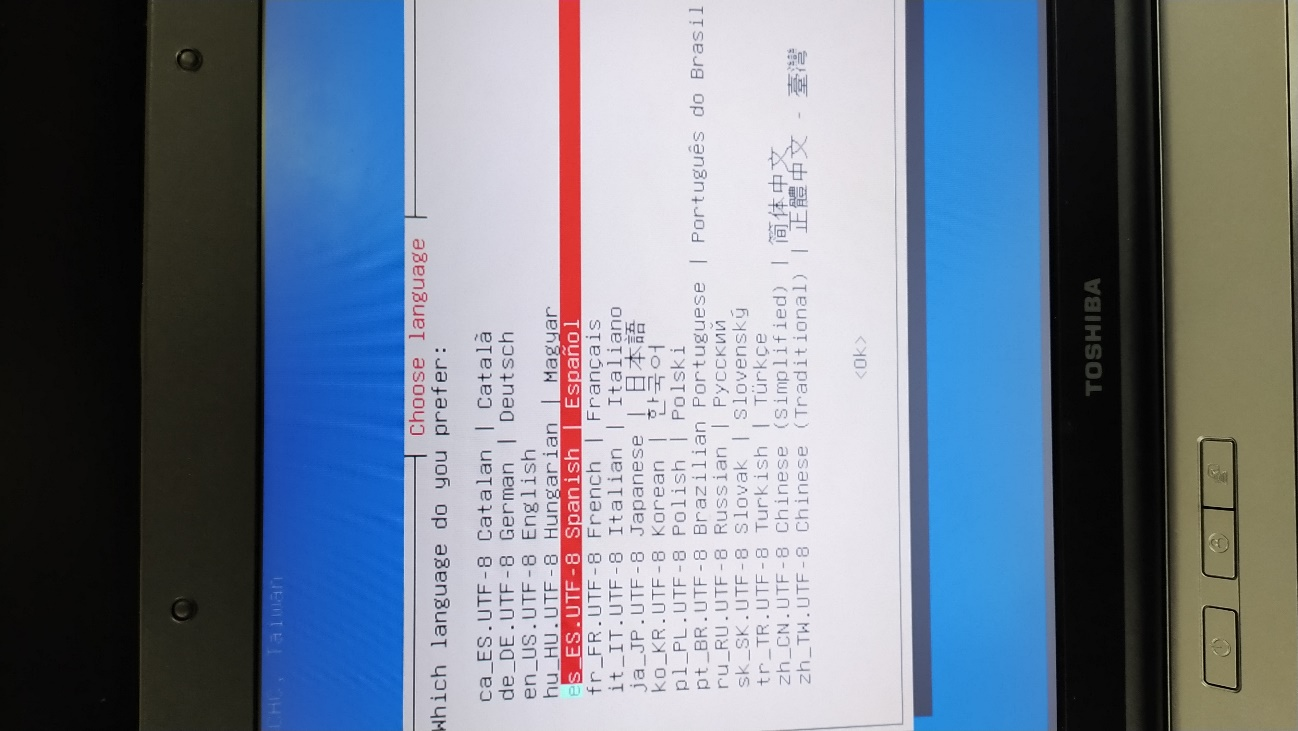 NCHC, Taiwan
Choose language
Which language do you prefer:
ca_ES.UTF-8 Catalan | Català
de_DE.UTF-8 German | Deutsch
en_US.UTF-8 English
hu_HU.UTF-8 Hungarian | Magyar
es_ES.UTF-8 Spanish | Español
fr_FR.UTF-8 French | Français
it_IT.UTF-8 Italian | Italiano
ja_JP.UTF-8 Japanese | 日本語
ko_KR.UTF-8 Korean | 한국어
pl_PL.UTF-8 Polish | Polski
pt_BR.UTF-8 Brazilian Portuguese | Português do Brasil
ru_RU.UTF-8 Russian | Русский
sk_SK.UTF-8 Slovak | Slovenský
tr_TR.UTF-8 Turkish | Türkçe
zh_CN.UTF-8 Chinese (Simplified) | 简体中文
zh_TW.UTF-8 Chinese (Traditional) | 正體中文 - 臺灣
<Ok>
TOSHIBA